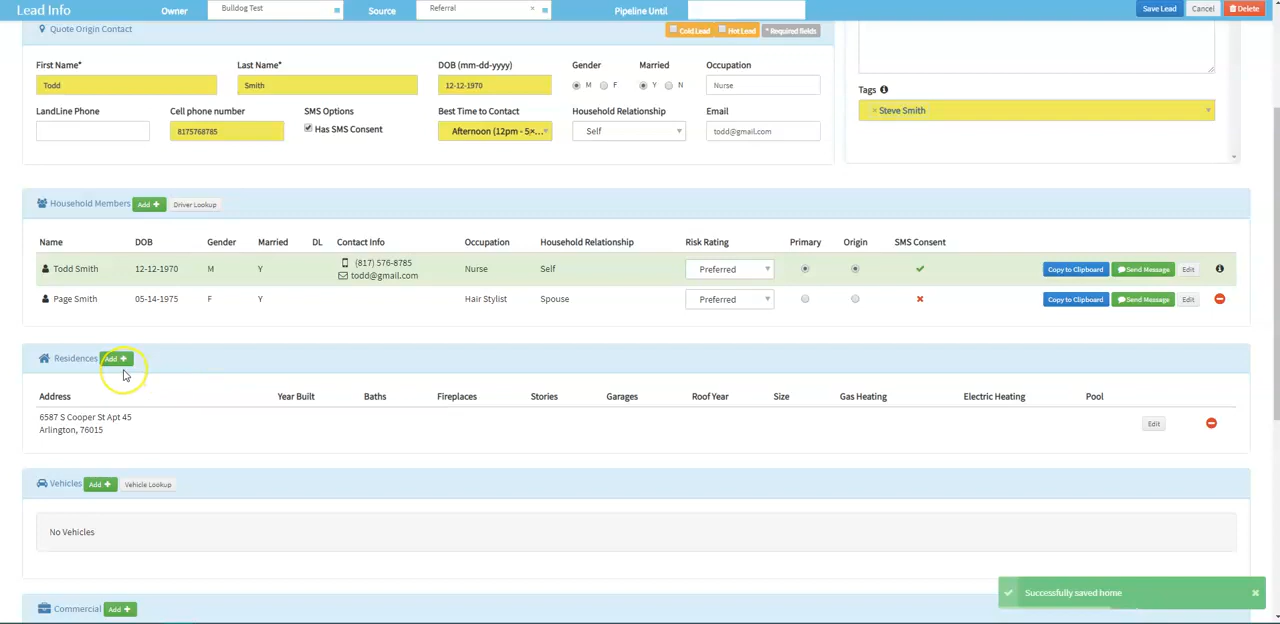 Lead Info Owner Bulldog Test Source Referral × Pipeline Until Save Lead Cancel Delete
Quote Origin Contact Cold Lead Hot Lead * Required fields
First Name* Last Name* DOB (mm-dd-yyyy) Gender Married Occupation
Todd Smith 12-12-1970 M F Y N Nurse
Tags
LandLine Phone Cell phone number SMS Options Best Time to Contact Household Relationship Email
× Steve Smith
8175768785 Has SMS Consent Afternoon (12pm - 5×... Self todd@gmail.com
Household Members Add + Driver Lookup
Name DOB Gender Married DL Contact Info Occupation Household Relationship Risk Rating Primary Origin SMS Consent
Todd Smith 12-12-1970 M Y (817) 576-8785 Nurse Self Preferred Copy to Clipboard Send Message Edit
todd@gmail.com
Page Smith 05-14-1975 F Y Hair Stylist Spouse Preferred Copy to Clipboard Send Message Edit
Residences Add +
Address Year Built Baths Fireplaces Stories Garages Roof Year Size Gas Heating Electric Heating Pool
6587 S Cooper St Apt 45
Arlington, 76015 Edit
Vehicles Add + Vehicle Lookup
No Vehicles
Successfully saved home ×
Commercial Add +